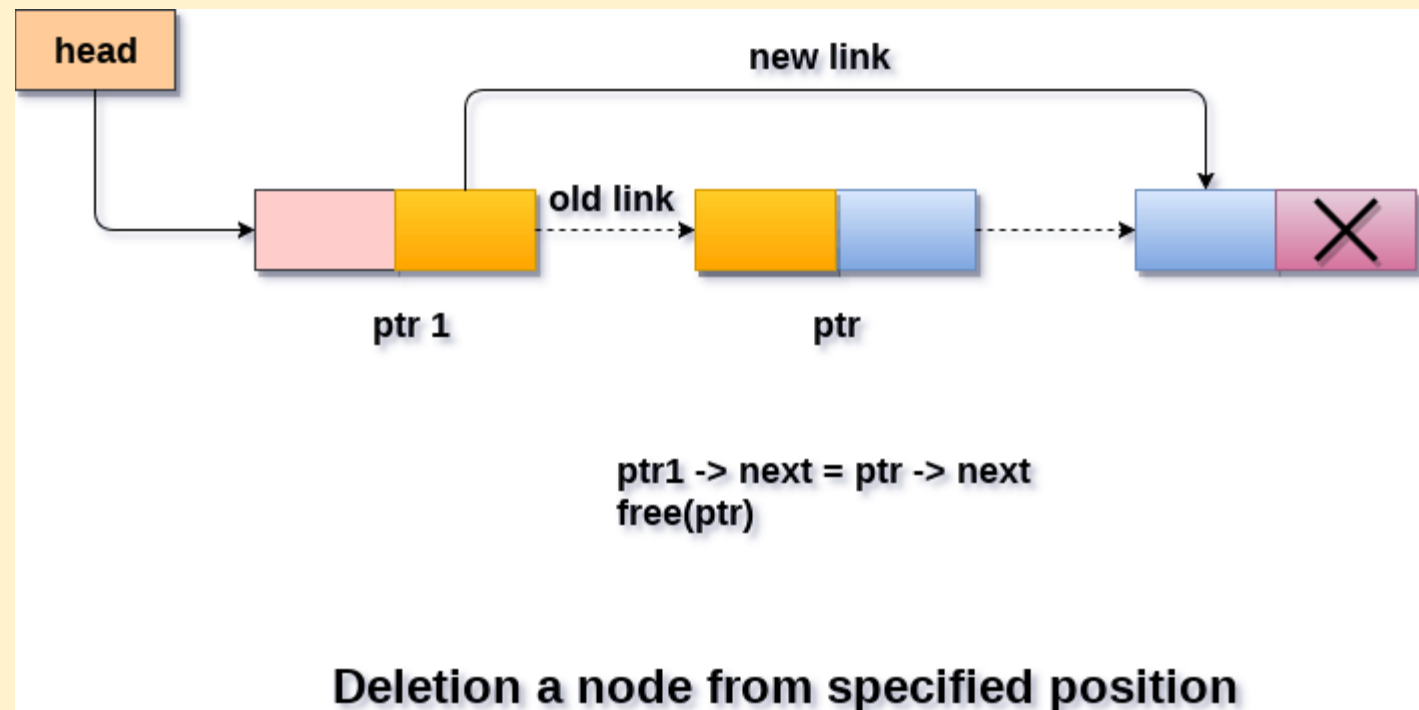 head
new link
old link
ptr 1
ptr
ptr1 -> next = ptr -> next
free(ptr)
Deletion a node from specified position